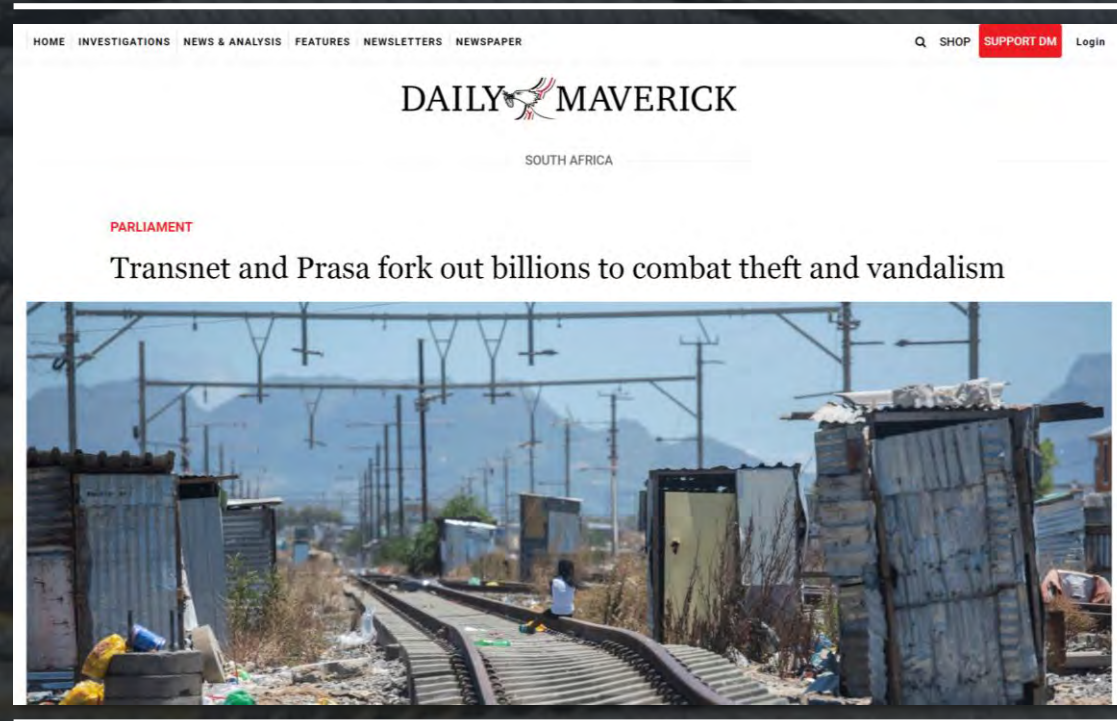 HOME INVESTIGATIONS NEWS & ANALYSIS FEATURES NEWSLETTERS NEWSPAPER SHOP SUPPORT DM Login
DAILY MAVERICK
SOUTH AFRICA
PARLIAMENT
Transnet and Prasa fork out billions to combat theft and vandalism